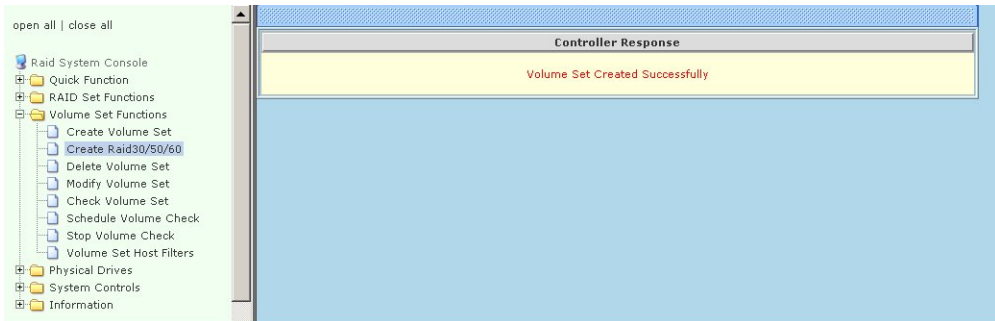 open all | close all
Raid System Console
Quick Function
RAID Set Functions
Volume Set Functions
Create Volume Set
Create Raid30/50/60
Delete Volume Set
Modify Volume Set
Check Volume Set
Schedule Volume Check
Stop Volume Check
Volume Set Host Filters
Physical Drives
System Controls
Information
Controller Response
Volume Set Created Successfully